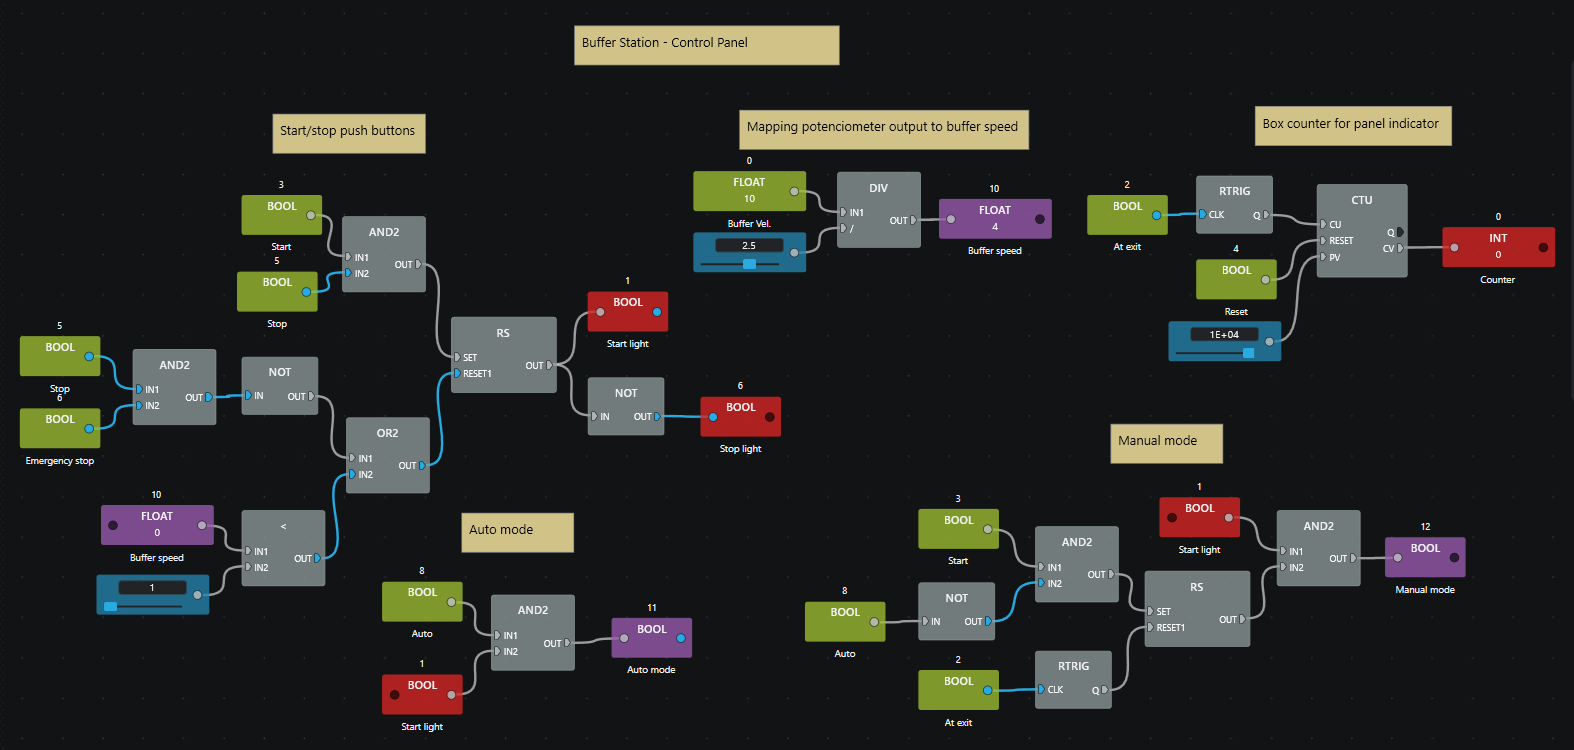 Buffer Station - Control Panel
Start/stop push buttons
3
BOOL
Start
5
BOOL
Stop
AND2
IN1
IN2
OUT
5
BOOL
Stop
6
BOOL
Emergency stop
AND2
IN1
IN2
OUT
NOT
IN
OUT
10
FLOAT
0
Buffer speed
1
<
IN1
IN2
OUT
OR2
IN1
IN2
OUT
RS
SET
RESET1
OUT
1
BOOL
Start light
NOT
IN
OUT
6
BOOL
Stop light
Mapping potenciometer output to buffer speed
0
FLOAT
10
Buffer Vel.
2.5
DIV
IN1
/
OUT
10
FLOAT
4
Buffer speed
Box counter for panel indicator
2
BOOL
At exit
RTRIG
CLK
Q
4
BOOL
Reset
1E+04
CTU
CU
RESET
PV
Q
CV
0
INT
0
Counter
Auto mode
8
BOOL
Auto
1
BOOL
Start light
AND2
IN1
IN2
OUT
11
BOOL
Auto mode
Manual mode
3
BOOL
Start
8
BOOL
Auto
NOT
IN
OUT
AND2
IN1
IN2
OUT
2
BOOL
At exit
RTRIG
CLK
Q
RS
SET
RESET1
OUT
1
BOOL
Start light
AND2
IN1
IN2
OUT
12
BOOL
Manual mode